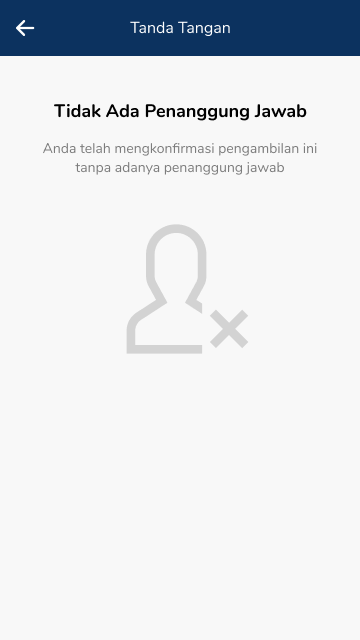 Tanda Tangan
Tidak Ada Penanggung Jawab
Anda telah mengkonfirmasi pengambilan ini
tanpa adanya penanggung jawab